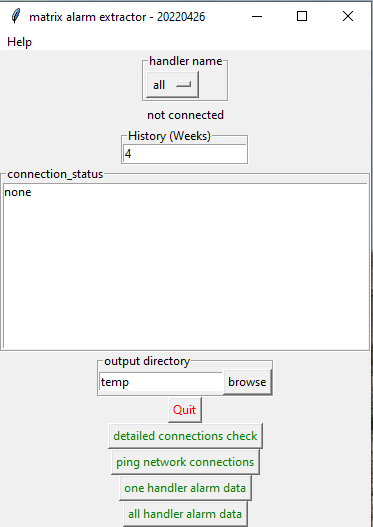 matrix alarm extractor - 20220426
Help
handler name
all
not connected
History (Weeks)
4
connection_status
none
output directory
temp browse
Quit
detailed connections check
ping network connections
one handler alarm data
all handler alarm data